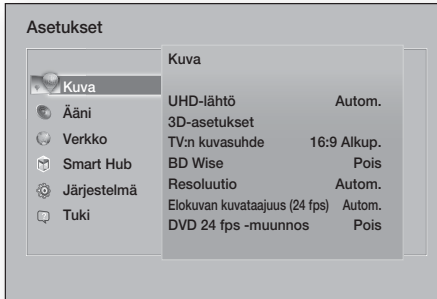 Asetukset
Kuva
Ääni
Verkko
Smart Hub
Järjestelmä
Tuki
Kuva
UHD-lähtö Autom.
3D-asetukset
TV:n kuvasuhde 16:9 Alkup.
BD Wise Pois
Resoluutio Autom.
Elokuvan kuvataajuus (24 fps) Autom.
DVD 24 fps -muunnos Pois